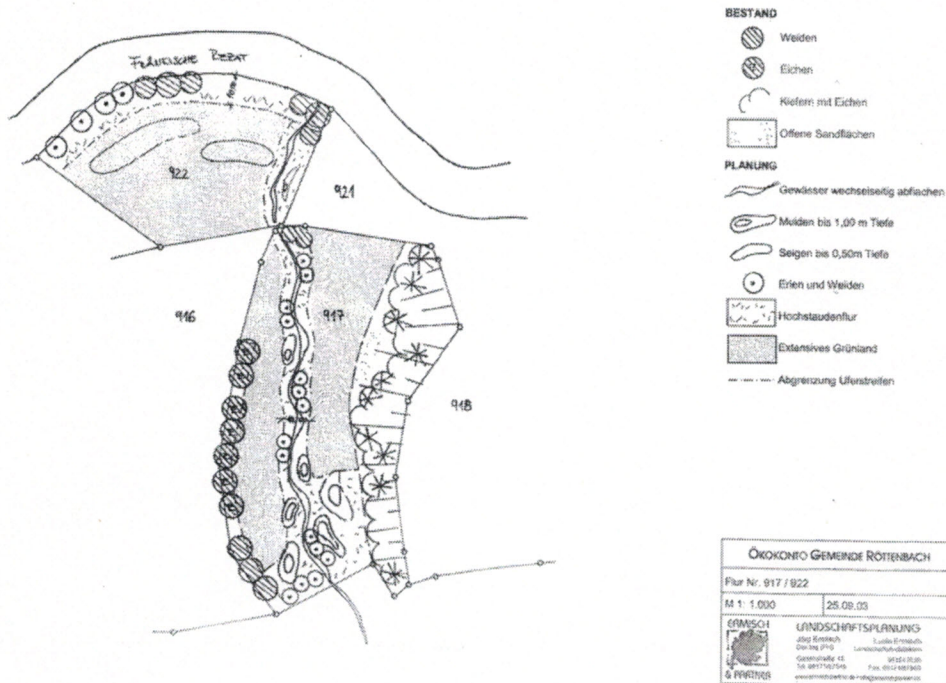 FRÄNKISCHE REZAT
922
921
916
917
918
BESTAND
Weiden
Eichen
Kiefern mit Eichen
Offene Sandflächen
PLANUNG
Gewässer wechselseitig abflachen
Mulden bis 1,00 m Tiefe
Seigen bis 0,50m Tiefe
Erlen und Weiden
Hochstaudenflur
Extensives Grünland
Abgrenzung Uferstreifen
ÖKOKONTO GEMEINDE RÖTTENBACH
Flur Nr. 917 / 922
M 1: 1.000
25.09.03
ERMISCH
& PARTNER
LANDSCHAFTSPLANUNG